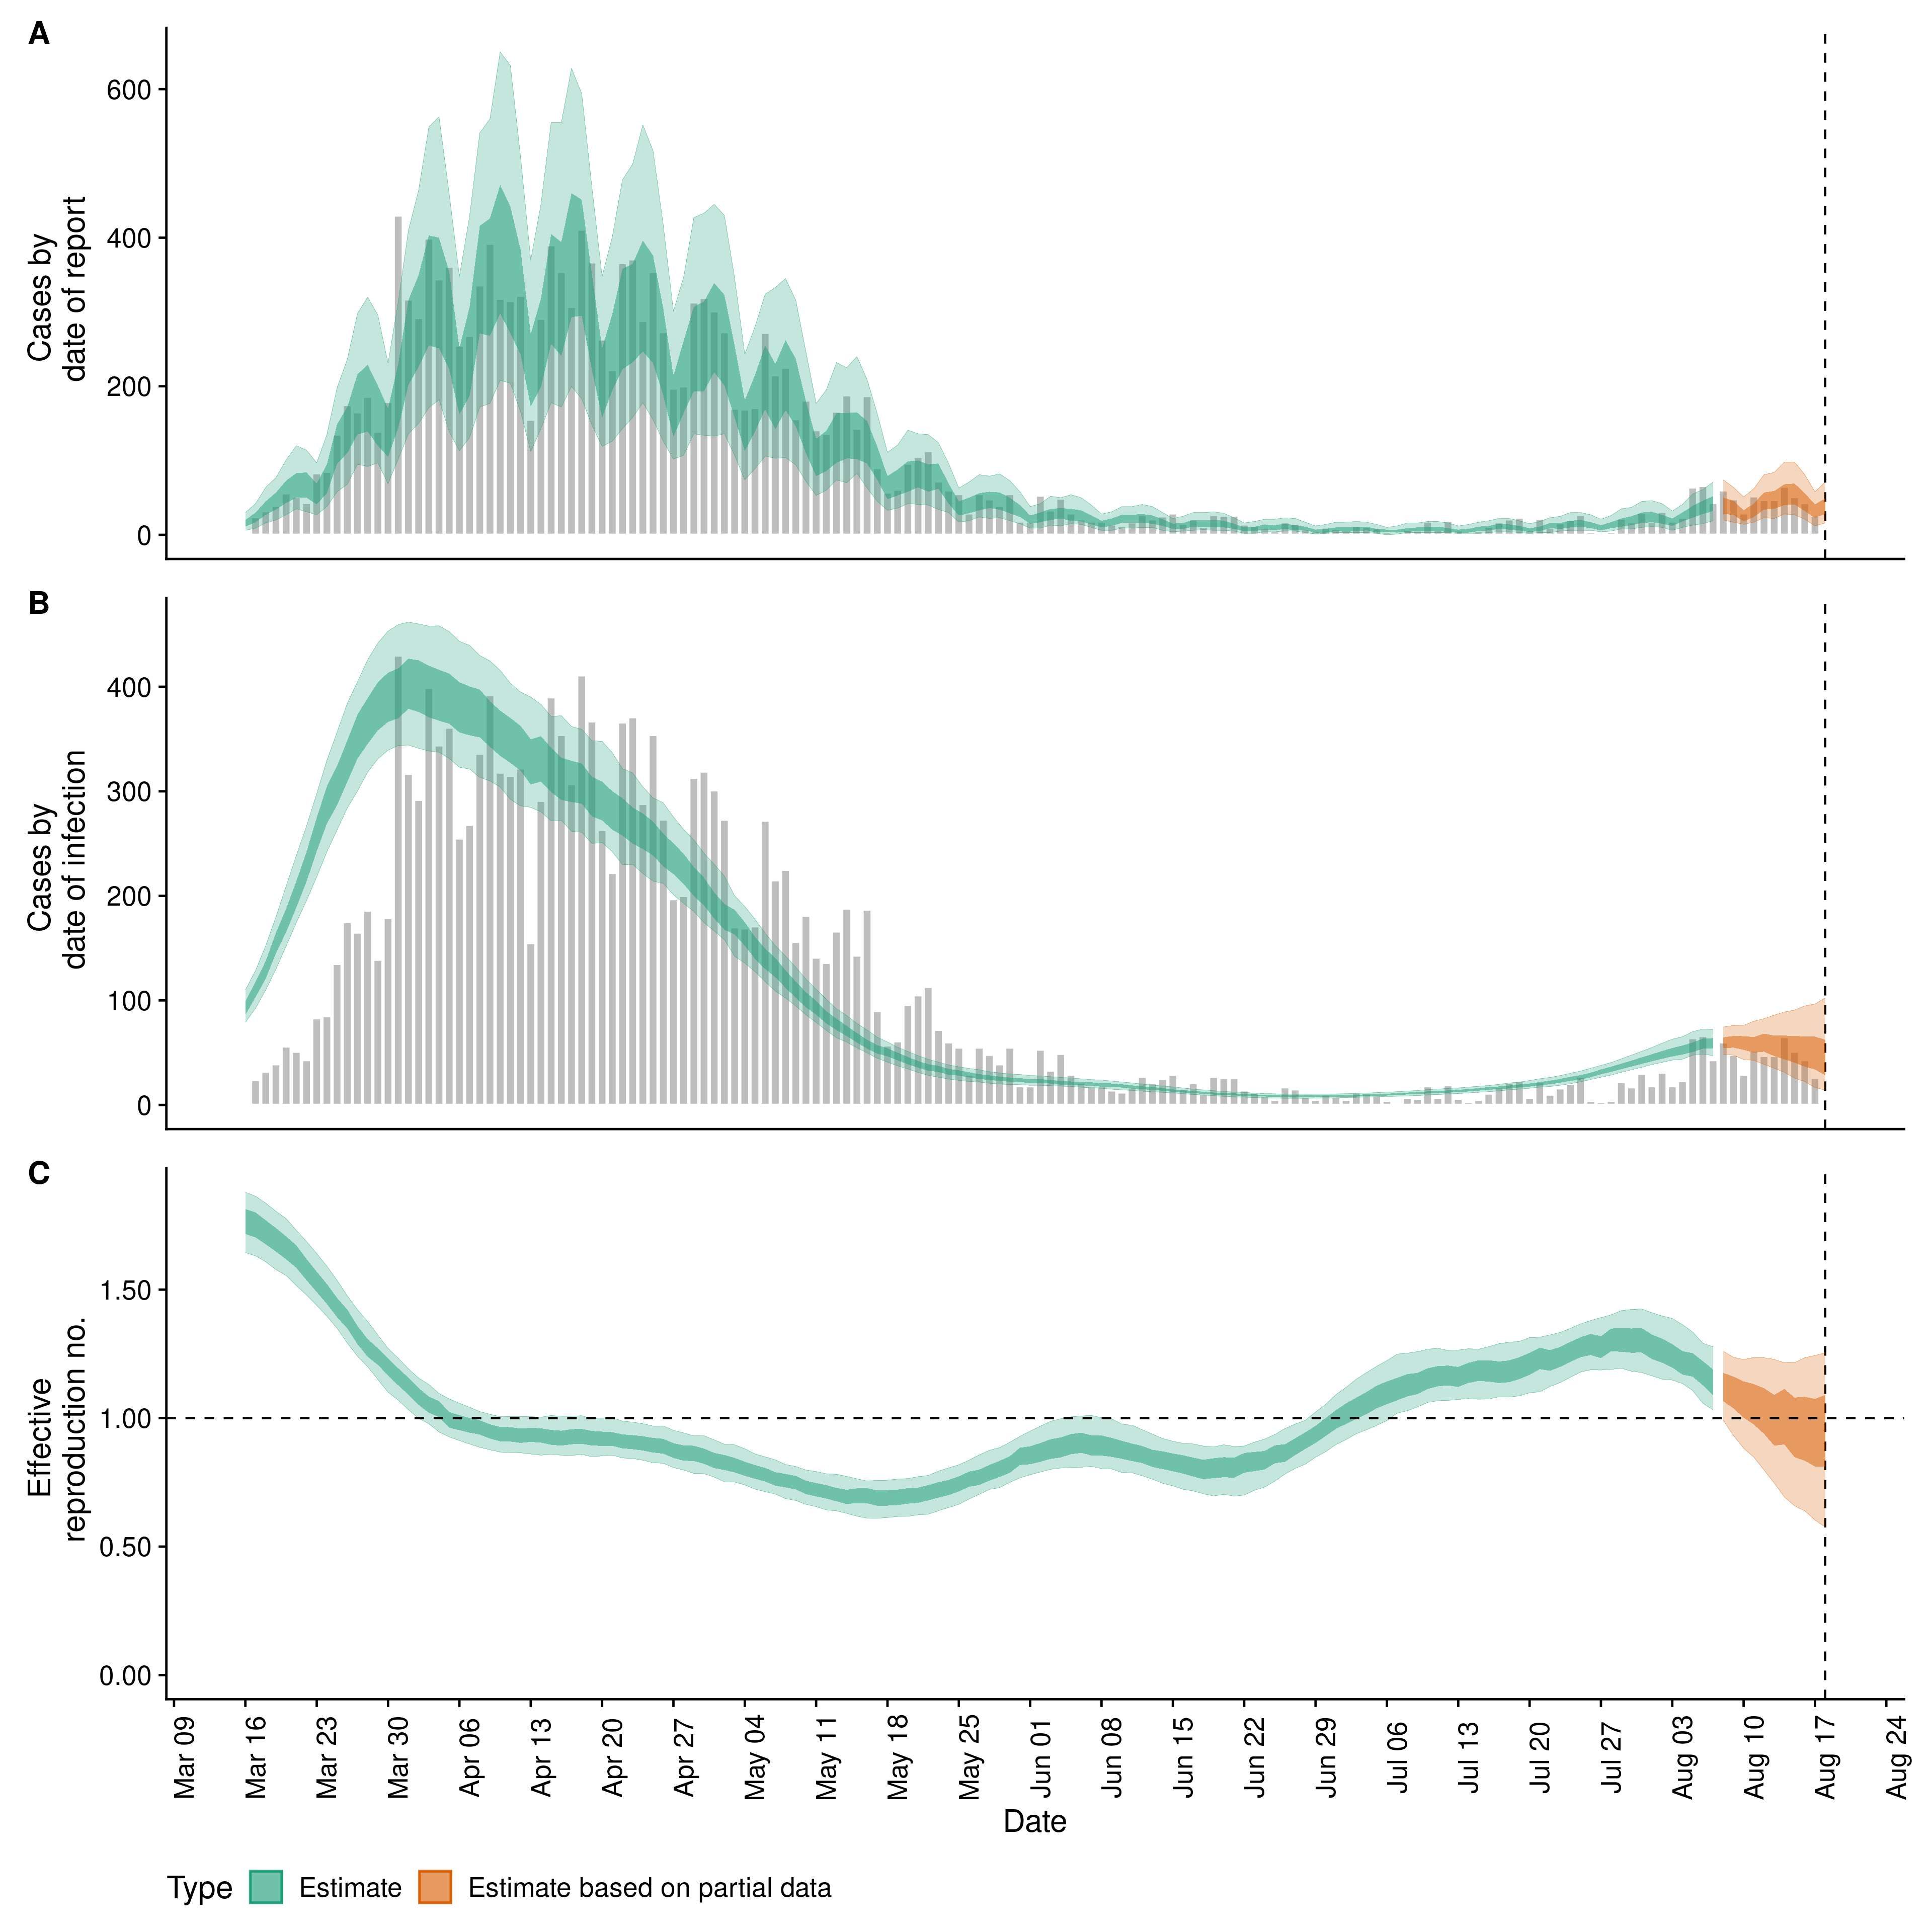 A
600
400
200
0
Cases by
date of report
B
400
300
200
100
0
Cases by
date of infection
C
1.50
1.00
0.50
0.00
Effective
reproduction no.
Mar 09
Mar 16
Mar 23
Mar 30
Apr 06
Apr 13
Apr 20
Apr 27
May 04
May 11
May 18
May 25
Jun 01
Jun 08
Jun 15
Jun 22
Jun 29
Jul 06
Jul 13
Jul 20
Jul 27
Aug 03
Aug 10
Aug 17
Aug 24
Date
Type Estimate Estimate based on partial data